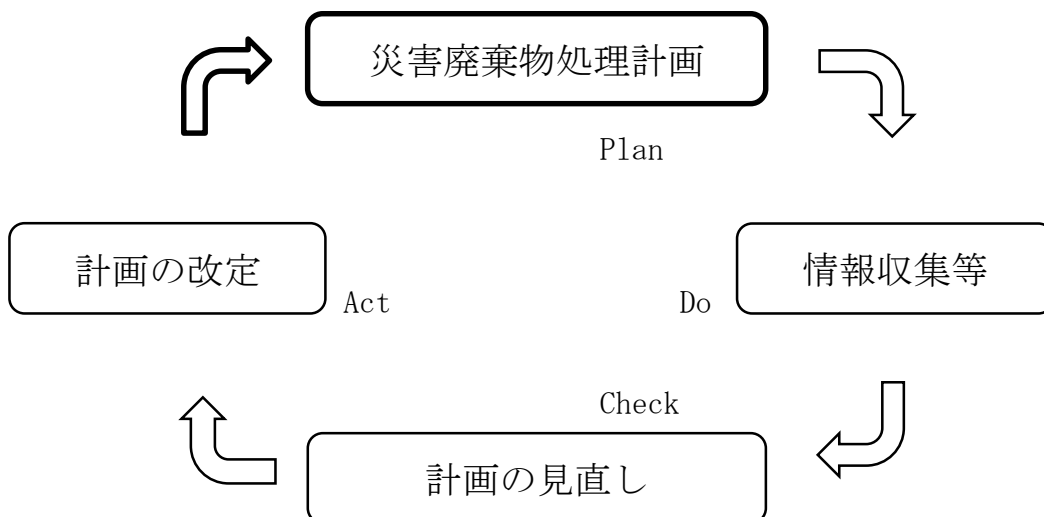 災害廃棄物処理計画
Plan
計画の改定
情報収集等
Act
Do
Check
計画の見直し